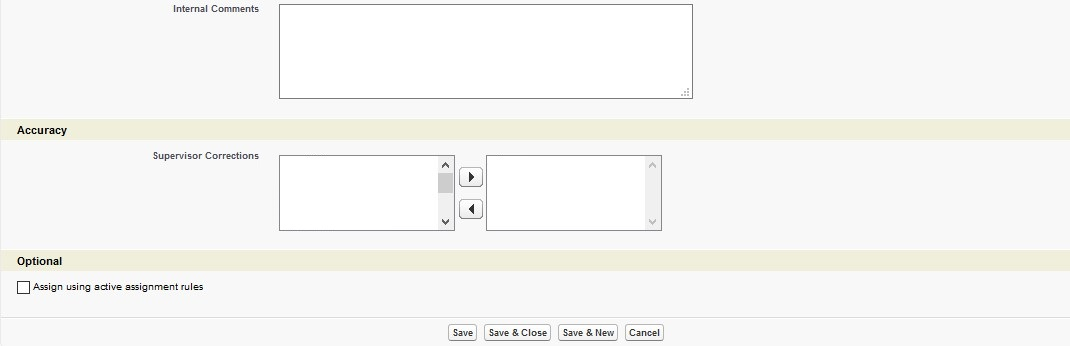 Internal Comments
Accuracy
Supervisor Corrections
Optional
Assign using active assignment rules
Save Save & Close Save & New Cancel